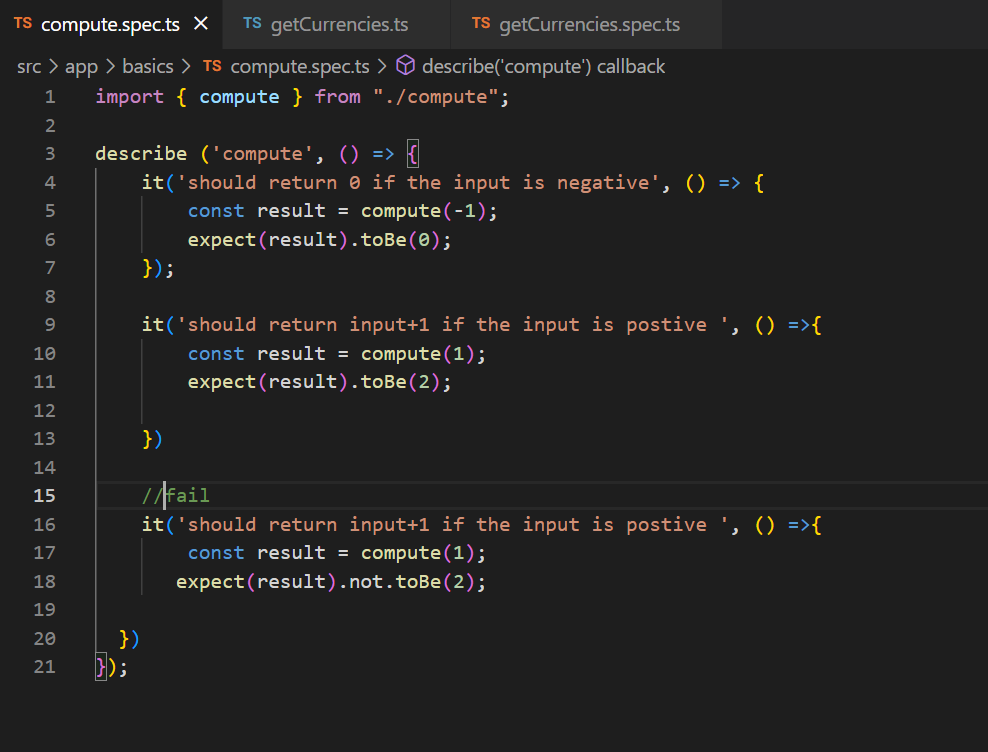 TS compute.spec.ts × TS getCurrencies.ts TS getCurrencies.spec.ts
src > app > basics > TS compute.spec.ts > describe('compute') callback
1 import { compute } from "./compute";
2
3 describe ('compute', () => {
4 it('should return 0 if the input is negative', () => {
5 const result = compute(-1);
6 expect(result).toBe(0);
7 });
8
9 it('should return input+1 if the input is postive ', () =>{
10 const result = compute(1);
11 expect(result).toBe(2);
12
13 })
14
15 //fail
16 it('should return input+1 if the input is postive ', () =>{
17 const result = compute(1);
18 expect(result).not.toBe(2);
19
20 })
21 });